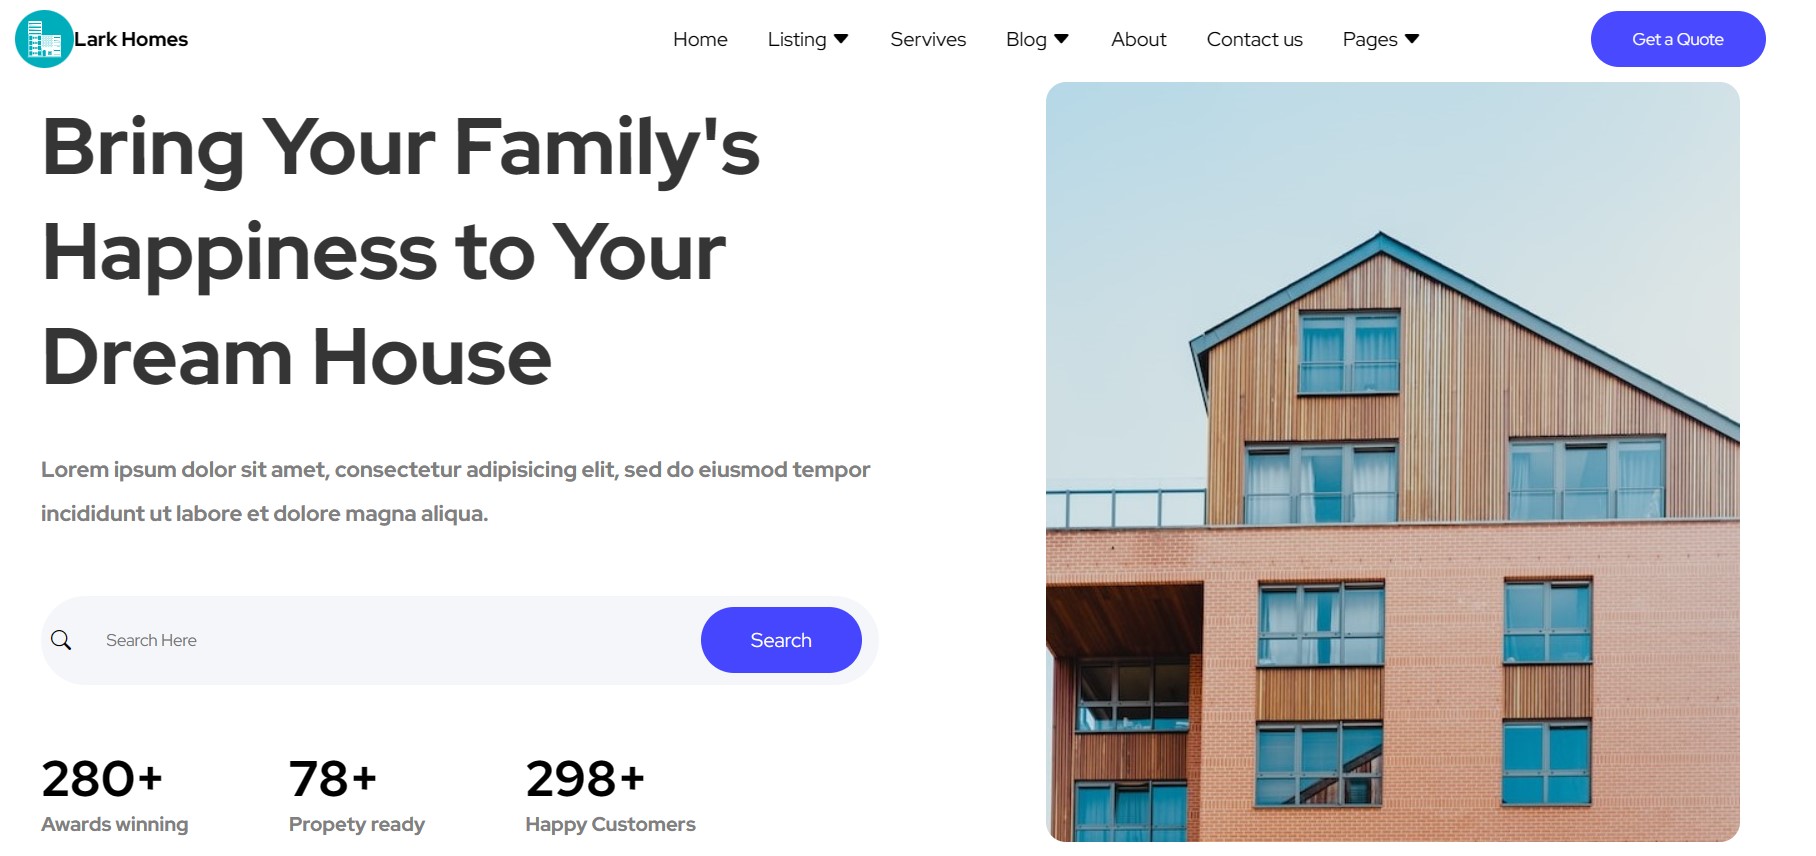 Lark Homes
Home Listing Servives Blog About Contact us Pages
Get a Quote
Bring Your Family's
Happiness to Your
Dream House
Lorem ipsum dolor sit amet, consectetur adipisicing elit, sed do eiusmod tempor
incididunt ut labore et dolore magna aliqua.
Search Here
Search
280+
Awards winning
78+
Propety ready
298+
Happy Customers